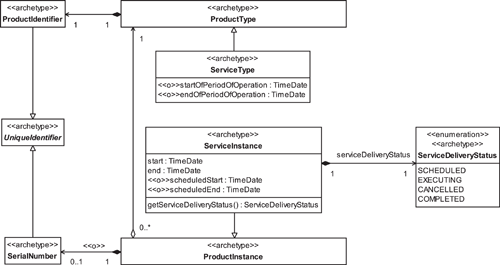 <<archetype>>
ProductIdentifier
1
1
<<archetype>>
ProductType
1
<<archetype>>
ServiceType
<<o>>startOfPeriodOfOperation : TimeDate
<<o>>endOfPeriodOfOperation : TimeDate
<<archetype>>
UniqueIdentifier
<<archetype>>
ServiceInstance
start : TimeDate
end : TimeDate
<<o>>scheduledStart : TimeDate
<<o>>scheduledEnd : TimeDate
getServiceDeliveryStatus() : ServiceDeliveryStatus
serviceDeliveryStatus
1
1
<<enumeration>>
<<archetype>>
ServiceDeliveryStatus
SCHEDULED
EXECUTING
CANCELLED
COMPLETED
0..*
<<archetype>>
SerialNumber
<<o>>
0..1
1
<<archetype>>
ProductInstance